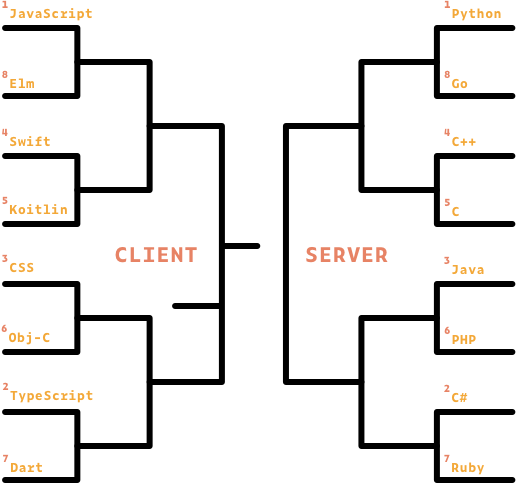 1 JavaScript
8 Elm
4 Swift
5 Koitlin
3 CSS
6 Obj-C
2 TypeScript
7 Dart
CLIENT
SERVER
1 Python
8 Go
4 C++
5 C
3 Java
6 PHP
2 C#
7 Ruby